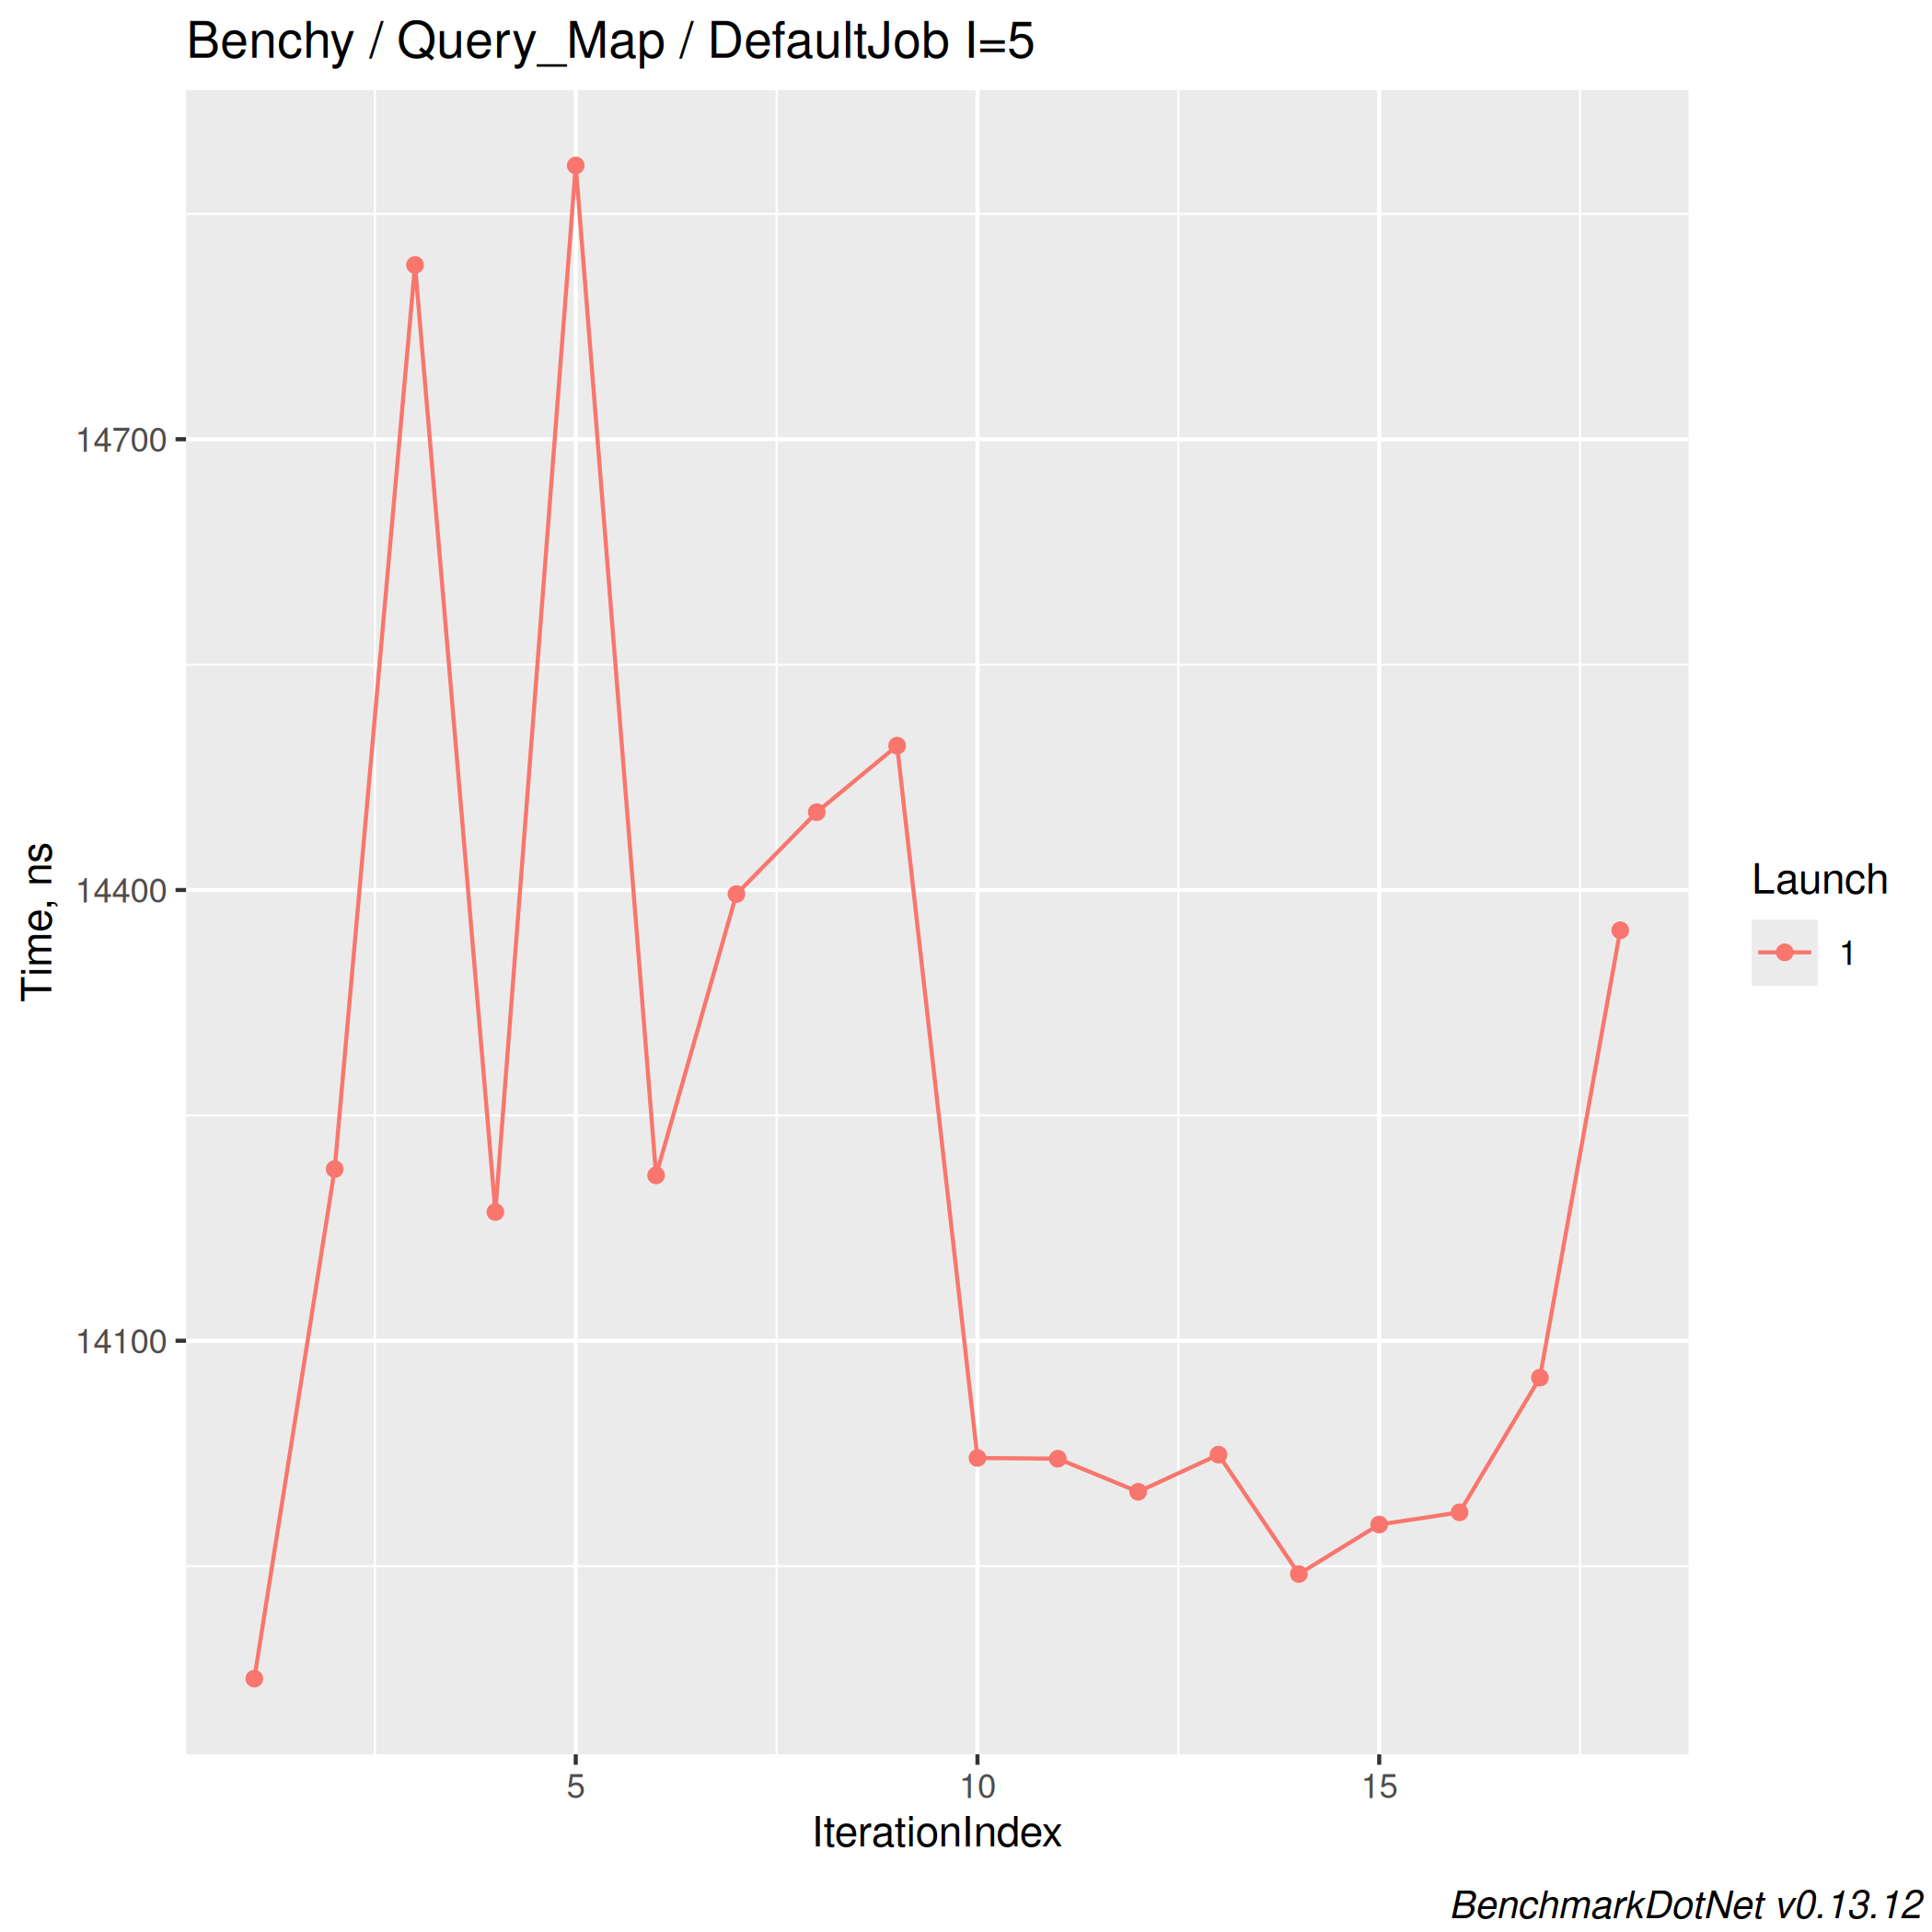 Benchy / Query_Map / DefaultJob I=5
Time, ns
14700
14400
14100
5
10
15
IterationIndex
Launch
1
BenchmarkDotNet v0.13.12